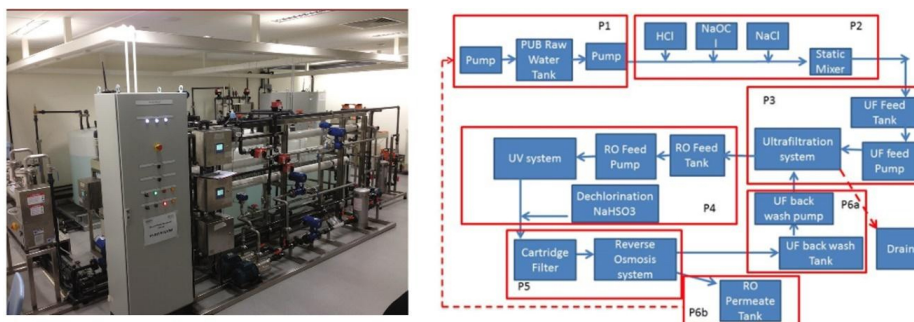 P1
Pump
PUB Raw
Water
Tank
Pump
P2
HCl
NaOC
l
NaCl
Static
Mixer
P3
UF Feed
Tank
UF feed
Pump
Ultrafiltration
system
RO Feed
Tank
RO Feed
Pump
UV system
Dechlorination
NaHSO3
P4
UF back
wash pump
P6a
UF back wash
Tank
Drain
Cartridge
Filter
Reverse
Osmosis
system
P5
P6b
RO
Permeate
Tank